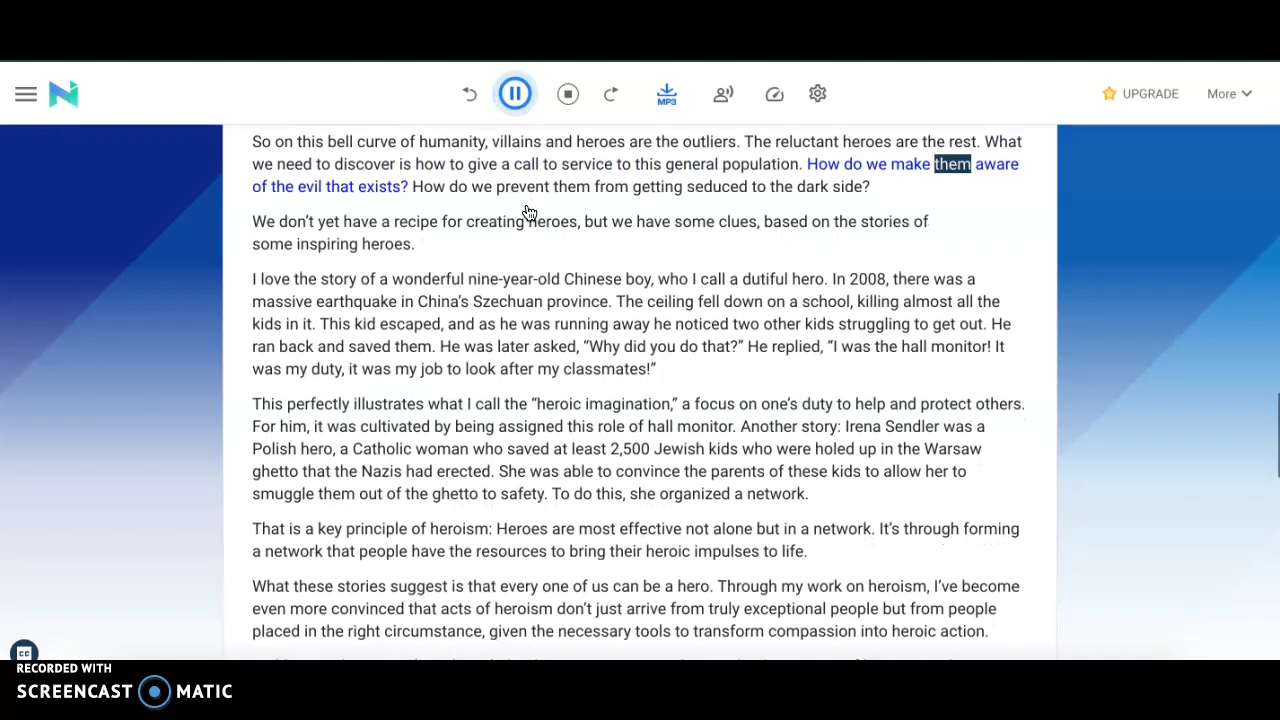 MP3
UPGRADE
More
So on this bell curve of humanity, villains and heroes are the outliers. The reluctant heroes are the rest. What
we need to discover is how to give a call to service to this general population. How do we make them aware
of the evil that exists? How do we prevent them from getting seduced to the dark side?
We don’t yet have a recipe for creating heroes, but we have some clues, based on the stories of
some inspiring heroes.
I love the story of a wonderful nine-year-old Chinese boy, who I call a dutiful hero. In 2008, there was a
massive earthquake in China’s Szechuan province. The ceiling fell down on a school, killing almost all the
kids in it. This kid escaped, and as he was running away he noticed two other kids struggling to get out. He
ran back and saved them. He was later asked, “Why did you do that?” He replied, “I was the hall monitor! It
was my duty, it was my job to look after my classmates!”
This perfectly illustrates what I call the “heroic imagination,” a focus on one’s duty to help and protect others.
For him, it was cultivated by being assigned this role of hall monitor. Another story: Irena Sendler was a
Polish hero, a Catholic woman who saved at least 2,500 Jewish kids who were holed up in the Warsaw
ghetto that the Nazis had erected. She was able to convince the parents of these kids to allow her to
smuggle them out of the ghetto to safety. To do this, she organized a network.
That is a key principle of heroism: Heroes are most effective not alone but in a network. It’s through forming
a network that people have the resources to bring their heroic impulses to life.
What these stories suggest is that every one of us can be a hero. Through my work on heroism, I’ve become
even more convinced that acts of heroism don’t just arrive from truly exceptional people but from people
placed in the right circumstance, given the necessary tools to transform compassion into heroic action.
CC
RECORDED WITH
SCREENCAST MATIC